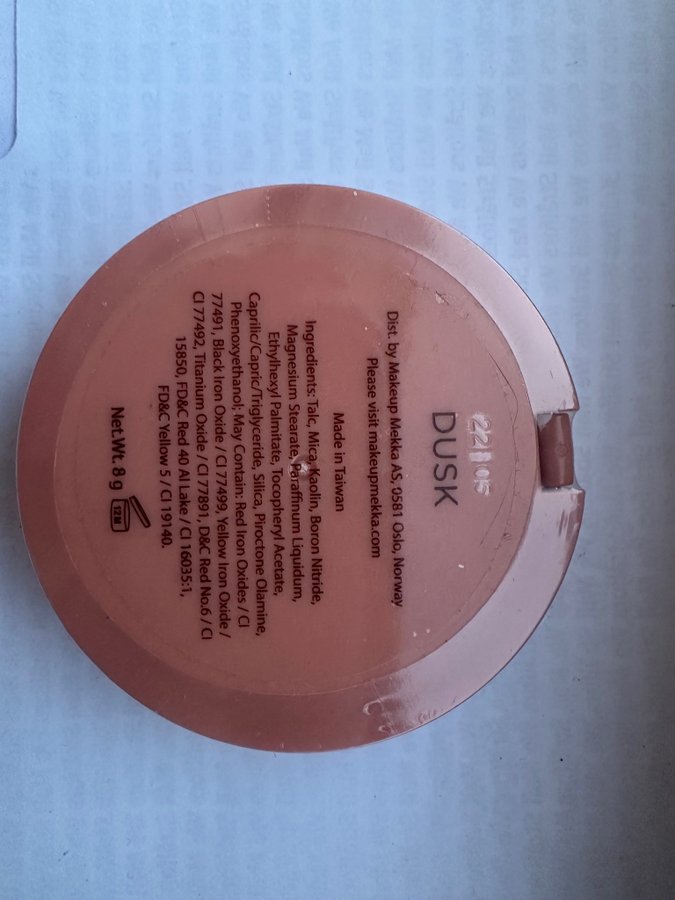 22 05
DUSK
Dist. by Makeup Mekka AS, 0581 Oslo, Norway
Please visit makeupmekka.com
Made in Taiwan
Ingredients: Talc, Mica, Kaolin, Boron Nitride,
Magnesium Stearate, Paraffinum Liquidum,
Ethylhexyl Palmitate, Tocopheryl Acetate,
Caprilic/Capric/Triglyceride, Silica, Piroctone Olamine,
Phenoxyethanol; May Contain: Red Iron Oxides / CI
77491, Black Iron Oxide / CI 77499, Yellow Iron Oxide /
CI 77492, Titanium Oxide / CI 77891, D&C Red No.6 / CI
15850, FD&C Red 40 Al Lake / CI 16035:1,
FD&C Yellow 5 / CI 19140.
Net.Wt. 8 g 12M